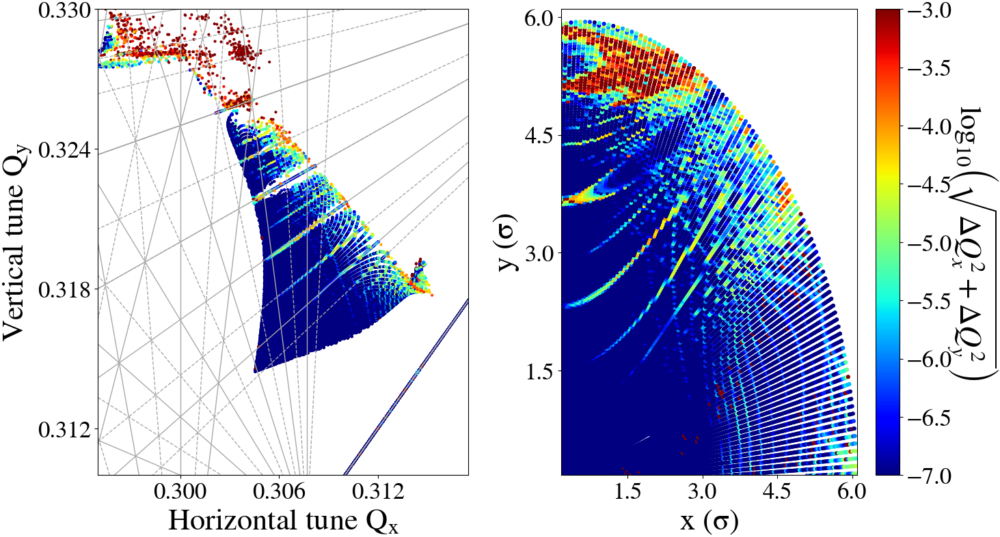 0.330
0.324
0.318
0.312
Vertical tune Qy
0.300 0.306 0.312
Horizontal tune Qx
6.0
4.5
3.0
1.5
y (σ)
1.5 3.0 4.5 6.0
x (σ)
−3.0
−3.5
−4.0
−4.5
−5.0
−5.5
−6.0
−6.5
−7.0
log₁₀(√ΔQ²ₓ + ΔQ²ᵧ)